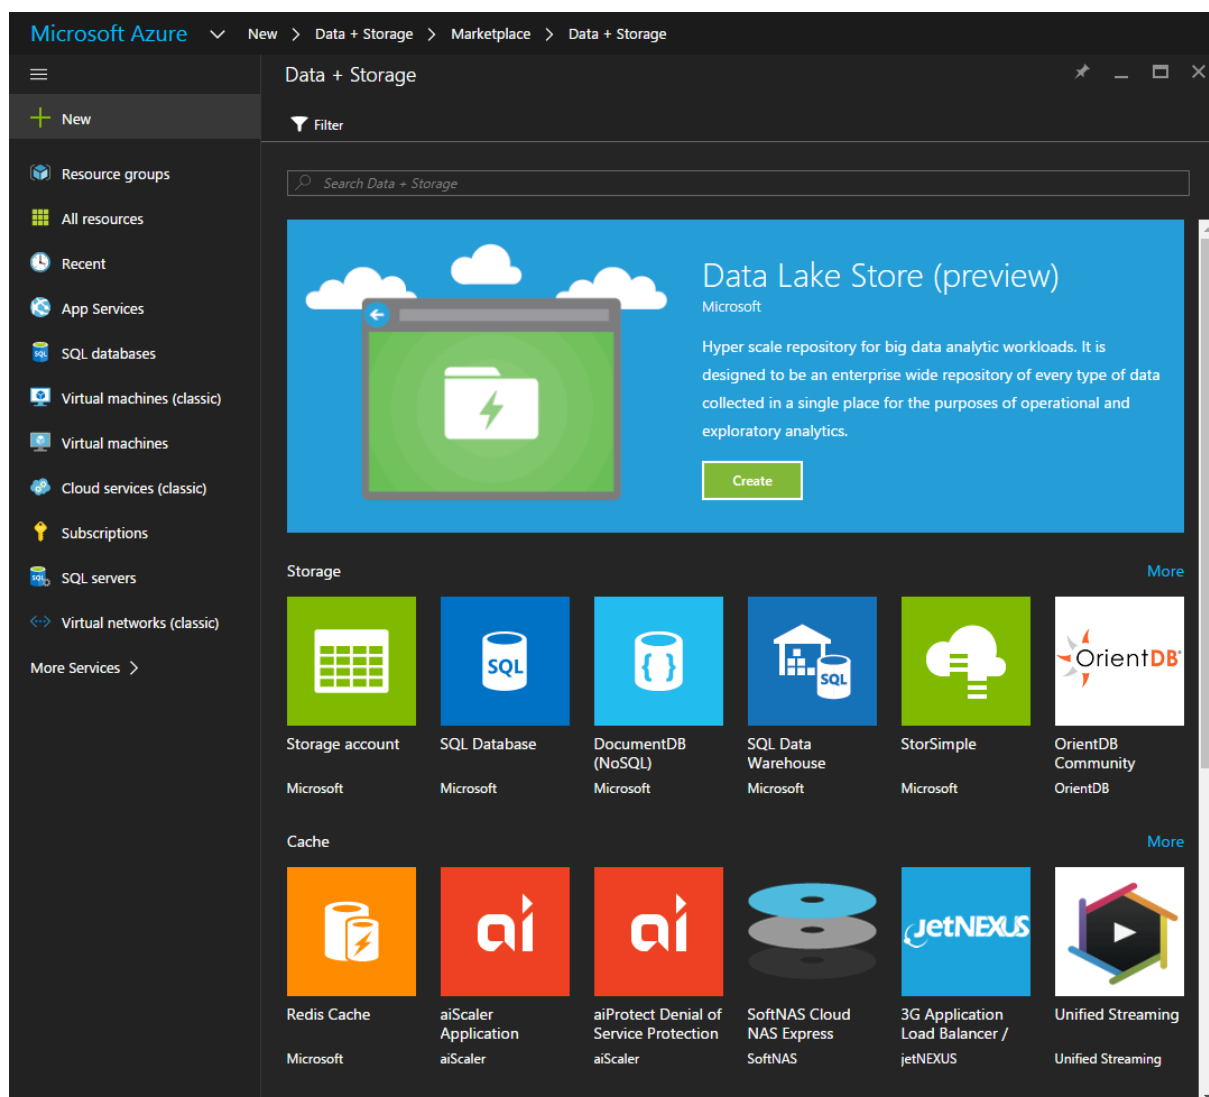 Microsoft Azure New > Data + Storage > Marketplace > Data + Storage
Data + Storage
New
Filter
Resource groups
Search Data + Storage
All resources
Recent
App Services
SQL databases
Virtual machines (classic)
Virtual machines
Cloud services (classic)
Subscriptions
SQL servers
Virtual networks (classic)
More Services >
Data Lake Store (preview)
Microsoft
Hyper scale repository for big data analytic workloads. It is
designed to be an enterprise wide repository of every type of data
collected in a single place for the purposes of operational and
exploratory analytics.
Create
Storage More
SQL
{ }
SQL
OrientDB
Storage account
SQL Database
DocumentDB
(NoSQL)
SQL Data
Warehouse
StorSimple
OrientDB
Community
Microsoft
Microsoft
Microsoft
Microsoft
Microsoft
OrientDB
Cache More
ai
ai
jetNEXUS
Redis Cache
aiScaler
Application
aiProtect Denial of
Service Protection
SoftNAS Cloud
NAS Express
3G Application
Load Balancer /
Unified Streaming
Microsoft
aiScaler
aiScaler
SoftNAS
jetNEXUS
Unified Streaming